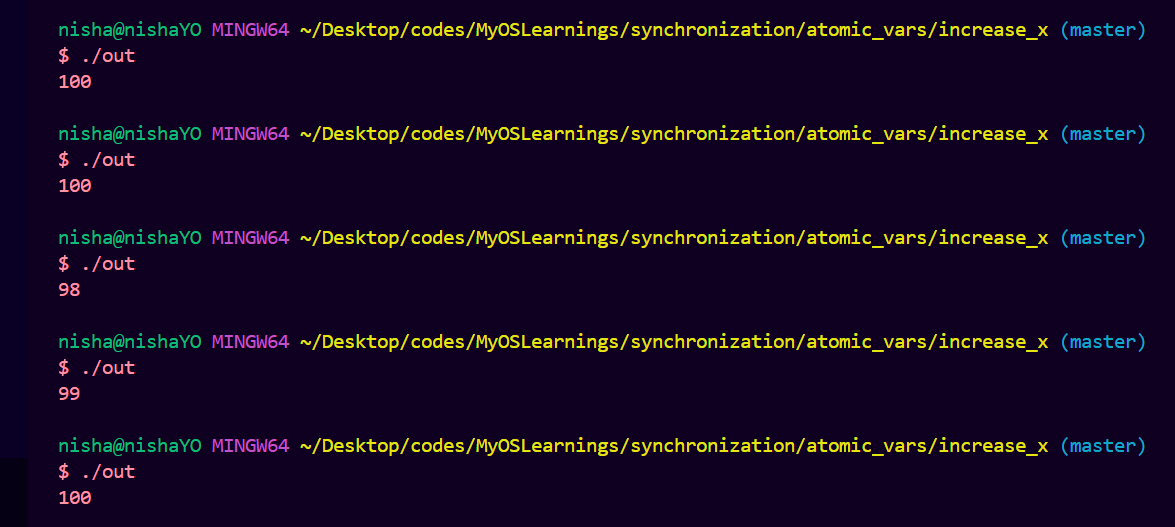 nisha@nishaYO MINGW64 ~/Desktop/codes/MyOSLearnings/synchronization/atomic_vars/increase_x (master)
$ ./out
100
nisha@nishaYO MINGW64 ~/Desktop/codes/MyOSLearnings/synchronization/atomic_vars/increase_x (master)
$ ./out
100
nisha@nishaYO MINGW64 ~/Desktop/codes/MyOSLearnings/synchronization/atomic_vars/increase_x (master)
$ ./out
98
nisha@nishaYO MINGW64 ~/Desktop/codes/MyOSLearnings/synchronization/atomic_vars/increase_x (master)
$ ./out
99
nisha@nishaYO MINGW64 ~/Desktop/codes/MyOSLearnings/synchronization/atomic_vars/increase_x (master)
$ ./out
100